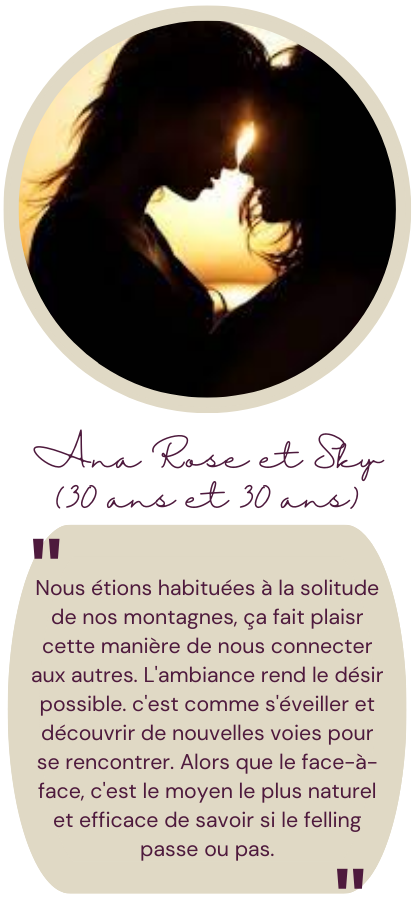 Ana Rose et Sky
(30 ans et 30 ans)
"
Nous étions habituées à la solitude
de nos montagnes, ça fait plaisr
cette manière de nous connecter
aux autres. L'ambiance rend le désir
possible. c'est comme s'éveiller et
découvrir de nouvelles voies pour
se rencontrer. Alors que le face-à-
face, c'est le moyen le plus naturel
et efficace de savoir si le felling
passe ou pas.
"